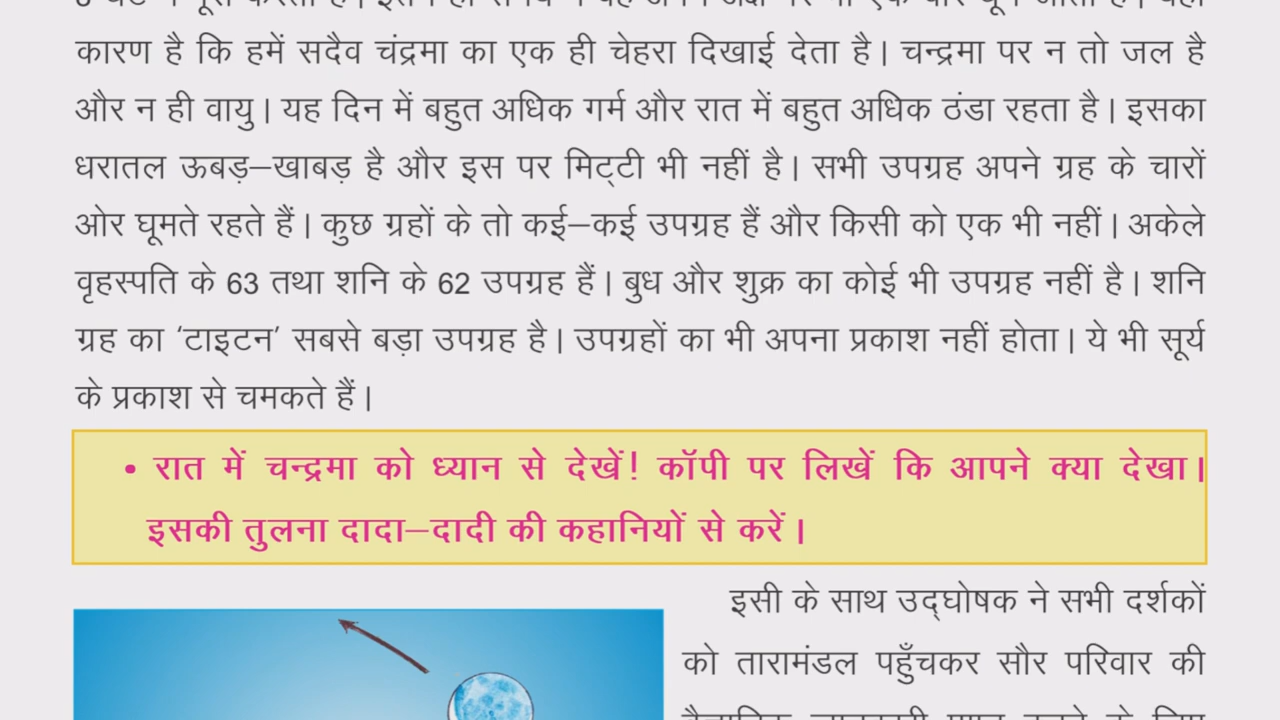 कारण है कि हमें सदैव चंद्रमा का एक ही चेहरा दिखाई देता है। चन्द्रमा पर न तो जल है
और न ही वायु। यह दिन में बहुत अधिक गर्म और रात में बहुत अधिक ठंडा रहता है। इसका
धरातल ऊबड़–खाबड़ है और इस पर मिट्टी भी नहीं है। सभी उपग्रह अपने ग्रह के चारों
ओर घूमते रहते हैं। कुछ ग्रहों के तो कई–कई उपग्रह हैं और किसी को एक भी नहीं। अकेले
वृहस्पति के 63 तथा शनि के 62 उपग्रह हैं। बुध और शुक्र का कोई भी उपग्रह नहीं है। शनि
ग्रह का ‘टाइटन’ सबसे बड़ा उपग्रह है। उपग्रहों का भी अपना प्रकाश नहीं होता। ये भी सूर्य
के प्रकाश से चमकते हैं।
• रात में चन्द्रमा को ध्यान से देखें! कॉपी पर लिखें कि आपने क्या देखा।
इसकी तुलना दादा–दादी की कहानियों से करें।
इसी के साथ उद्घोषक ने सभी दर्शकों
को तारामंडल पहुँचकर सौर परिवार की